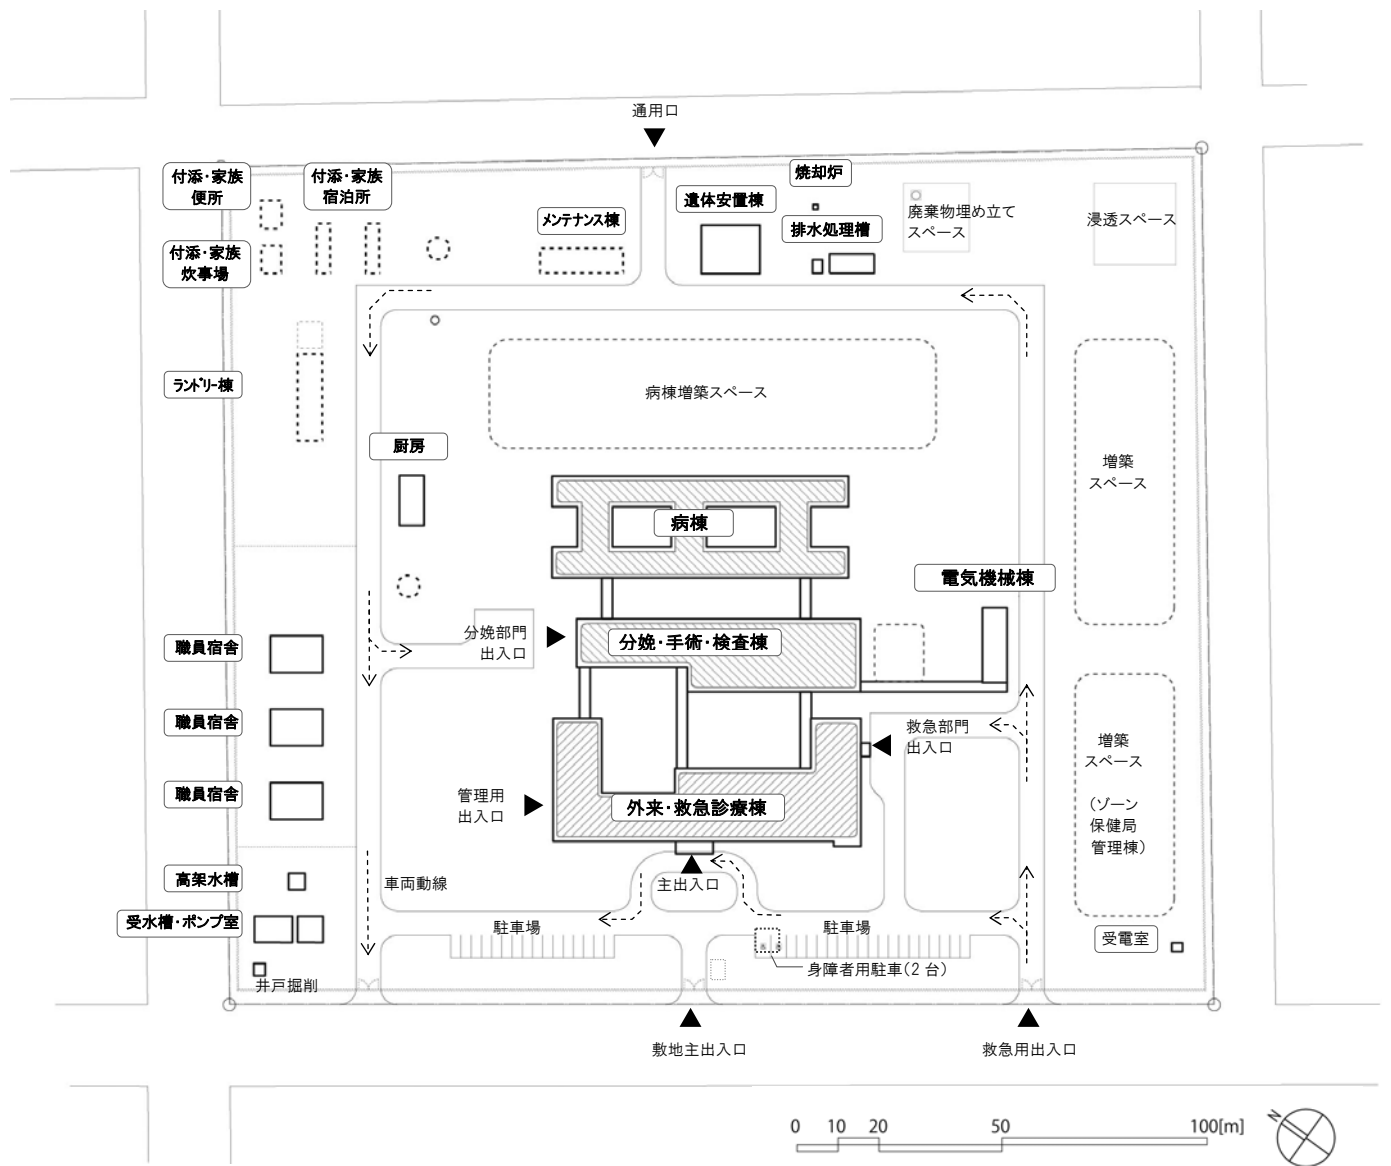 通用口
付添・家族
便所
付添・家族
宿泊所
付添・家族
炊事場
メンテナンス棟
遺体安置棟
焼却炉
排水処理槽
廃棄物埋め立て
スペース
浸透スペース
ランドリー棟
病棟増築スペース
厨房
増築
スペース
病棟
電気機械棟
職員宿舎
分娩部門
出入口
分娩・手術・検査棟
職員宿舎
救急部門
出入口
増築
スペース
(ゾーン
保健局
管理棟)
職員宿舎
管理用
出入口
外来・救急診療棟
高架水槽
車両動線
主出入口
受水槽・ポンプ室
駐車場
駐車場
受電室
身障者用駐車(2台)
井戸掘削
敷地主出入口
救急用出入口
0 10 20 50 100[m]
N